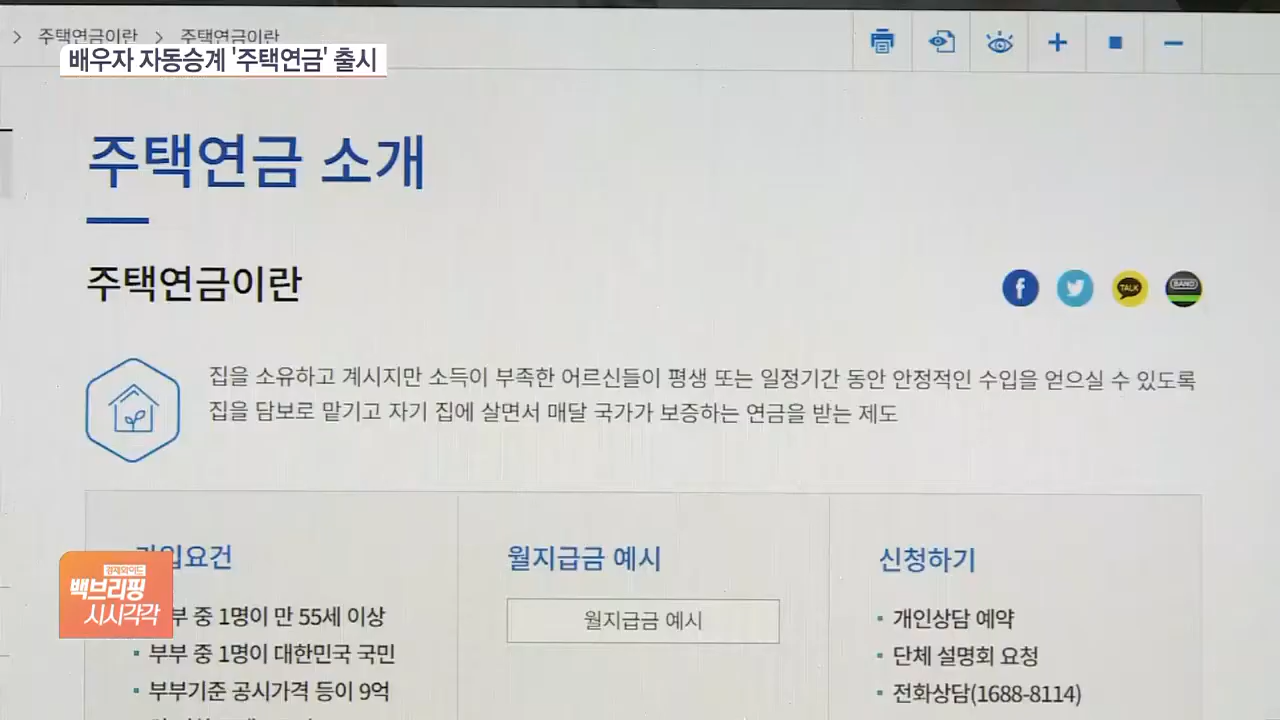 주택연금이란 > 주택연금이란
배우자 자동승계 '주택연금' 출시
주택연금 소개
주택연금이란
TALK
BAND
집을 소유하고 계시지만 소득이 부족한 어르신들이 평생 또는 일정기간 동안 안정적인 수입을 얻으실 수 있도록
집을 담보로 맡기고 자기 집에 살면서 매달 국가가 보증하는 연금을 받는 제도
가입요건
부 중 1명이 만 55세 이상
부부 중 1명이 대한민국 국민
부부기준 공시가격 등이 9억
월지급금 예시
월지급금 예시
신청하기
개인상담 예약
단체 설명회 요청
전화상담(1688-8114)
경제와이드
백브리핑
시시각각